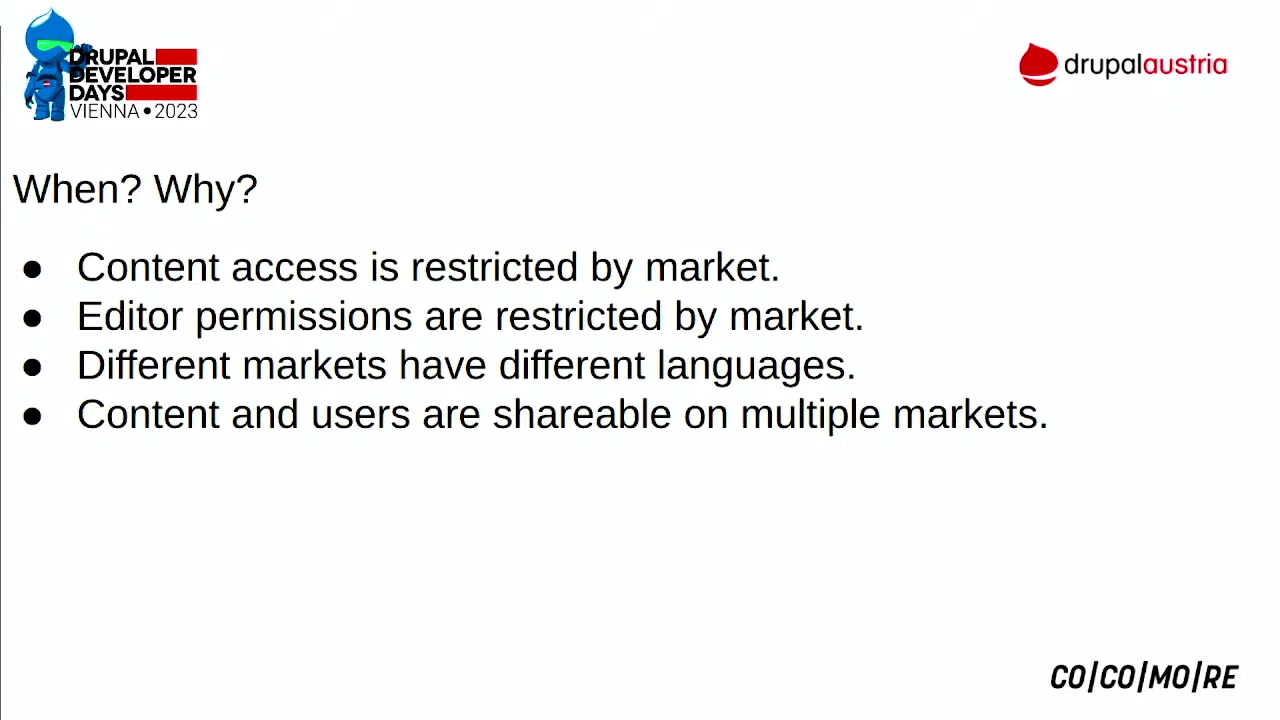 DRUPAL
DEVELOPER
DAYS
VIENNA • 2023
drupalaustria
When? Why?
● Content access is restricted by market.
● Editor permissions are restricted by market.
● Different markets have different languages.
● Content and users are shareable on multiple markets.
CO|CO|MO|RE